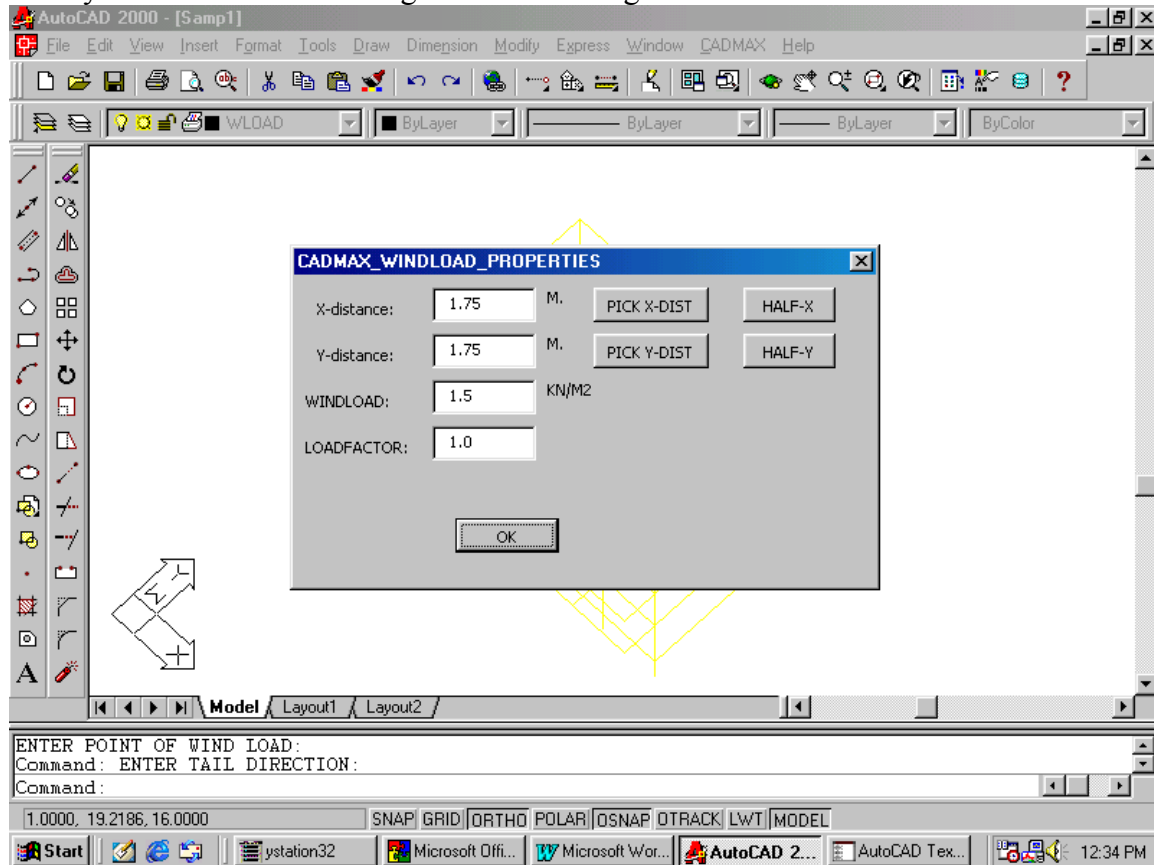 AutoCAD 2000 - [Samp1]
File Edit View Insert Format Tools Draw Dimension Modify Express Window CADMAX Help
WLOAD ByLayer ByLayer ByLayer ByColor
CADMAX_WINDLOAD_PROPERTIES
X-distance: 1.75 M. PICK X-DIST HALF-X
Y-distance: 1.75 M. PICK Y-DIST HALF-Y
WINDLOAD: 1.5 KN/M2
LOADFACTOR: 1.0
OK
Model Layout1 Layout2
ENTER POINT OF WIND LOAD:
Command: ENTER TAIL DIRECTION:
Command:
1.0000, 19.2186, 16.0000 SNAP GRID ORTHO POLAR OSNAP OTRACK LWT MODEL
Start ystation32 Microsoft Offi... Microsoft Wor... AutoCAD 2... AutoCAD Tex... 12:34 PM